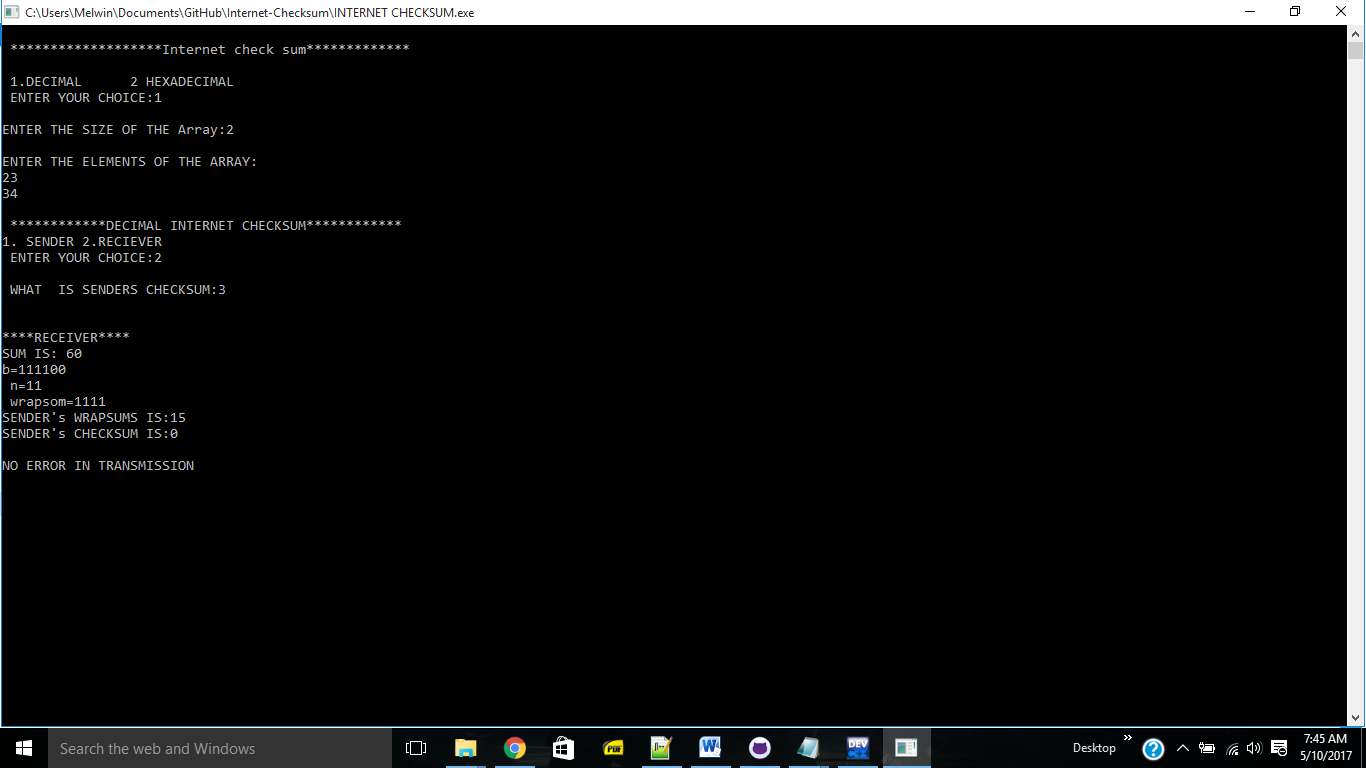 C:\Users\Melwin\Documents\GitHub\Internet-Checksum\INTERNET CHECKSUM.exe
*******************Internet check sum*************
1.DECIMAL      2 HEXADECIMAL
ENTER YOUR CHOICE:1
ENTER THE SIZE OF THE Array:2
ENTER THE ELEMENTS OF THE ARRAY:
23
34
************DECIMAL INTERNET CHECKSUM************
1. SENDER 2.RECIEVER
ENTER YOUR CHOICE:2
WHAT  IS SENDERS CHECKSUM:3
****RECEIVER****
SUM IS: 60
b=111100
n=11
wrapsom=1111
SENDER's WRAPSUMS IS:15
SENDER's CHECKSUM IS:0
NO ERROR IN TRANSMISSION
Search the web and Windows
PDF
W
DEV
Desktop
7:45 AM
5/10/2017